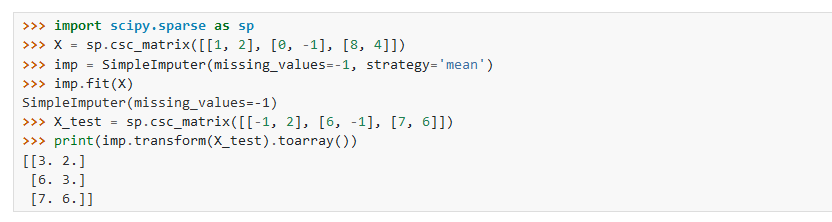 >>> import scipy.sparse as sp
>>> X = sp.csc_matrix([[1, 2], [0, -1], [8, 4]])
>>> imp = SimpleImputer(missing_values=-1, strategy='mean')
>>> imp.fit(X)
SimpleImputer(missing_values=-1)
>>> X_test = sp.csc_matrix([[-1, 2], [6, -1], [7, 6]])
>>> print(imp.transform(X_test).toarray())
[[3. 2.]
 [6. 3.]
 [7. 6.]]